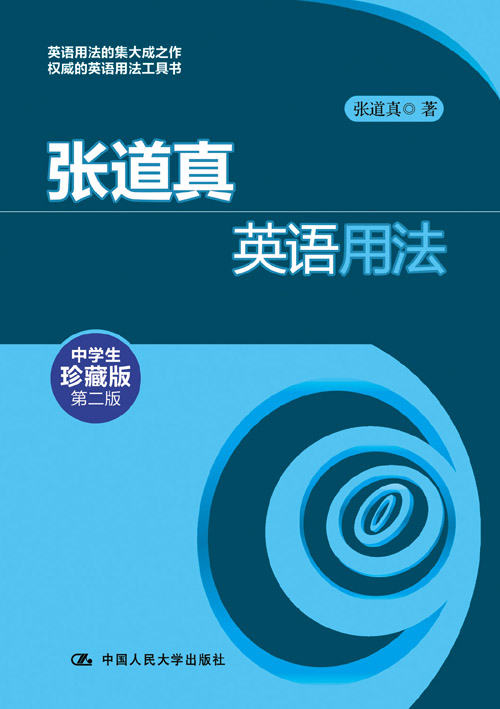 英语用法的集大成之作
权威的英语用法工具书
张道真◎著
张道真
英语用法
中学生
珍藏版
第二版
中国人民大学出版社